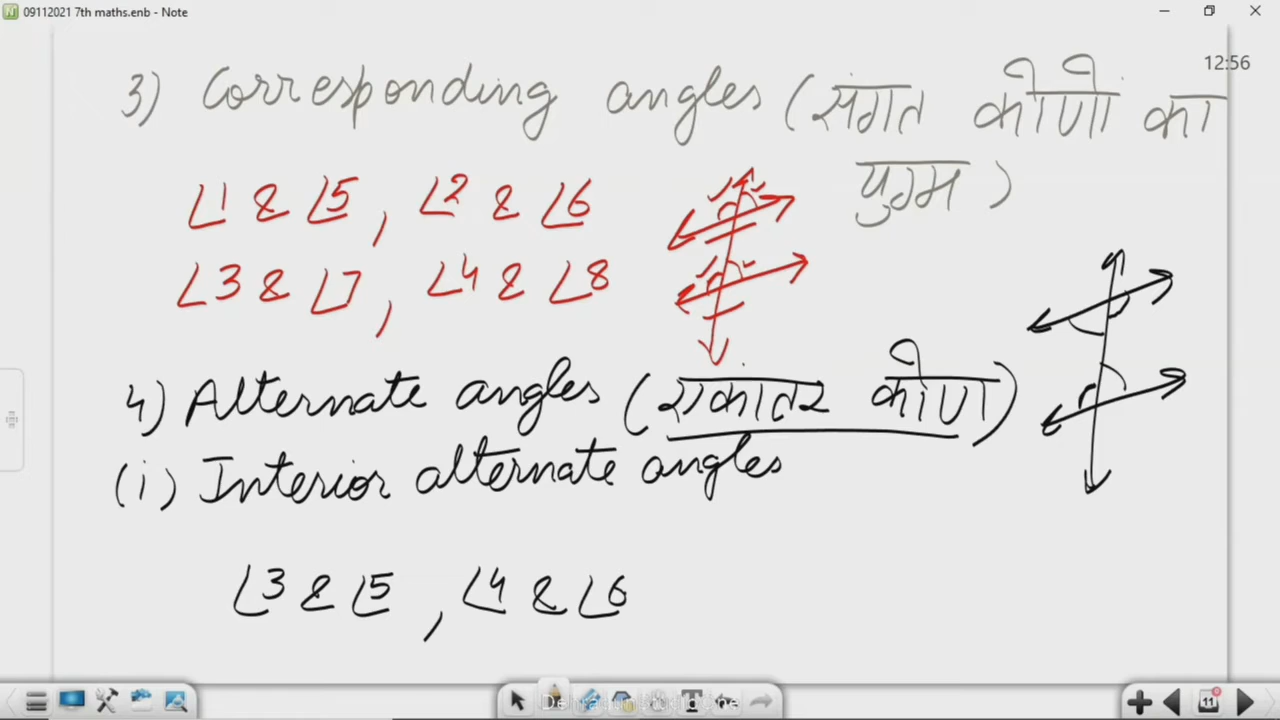 09112021 7th maths.enb - Note
12:56
3) Corresponding angles (संगत कोणों का
युग्म)
∠1 & ∠5, ∠2 & ∠6
∠3 & ∠7, ∠4 & ∠8
4) Alternate angles (एकांतर कोण)
(i) Interior alternate angles
∠3 & ∠5, ∠4 & ∠6
11